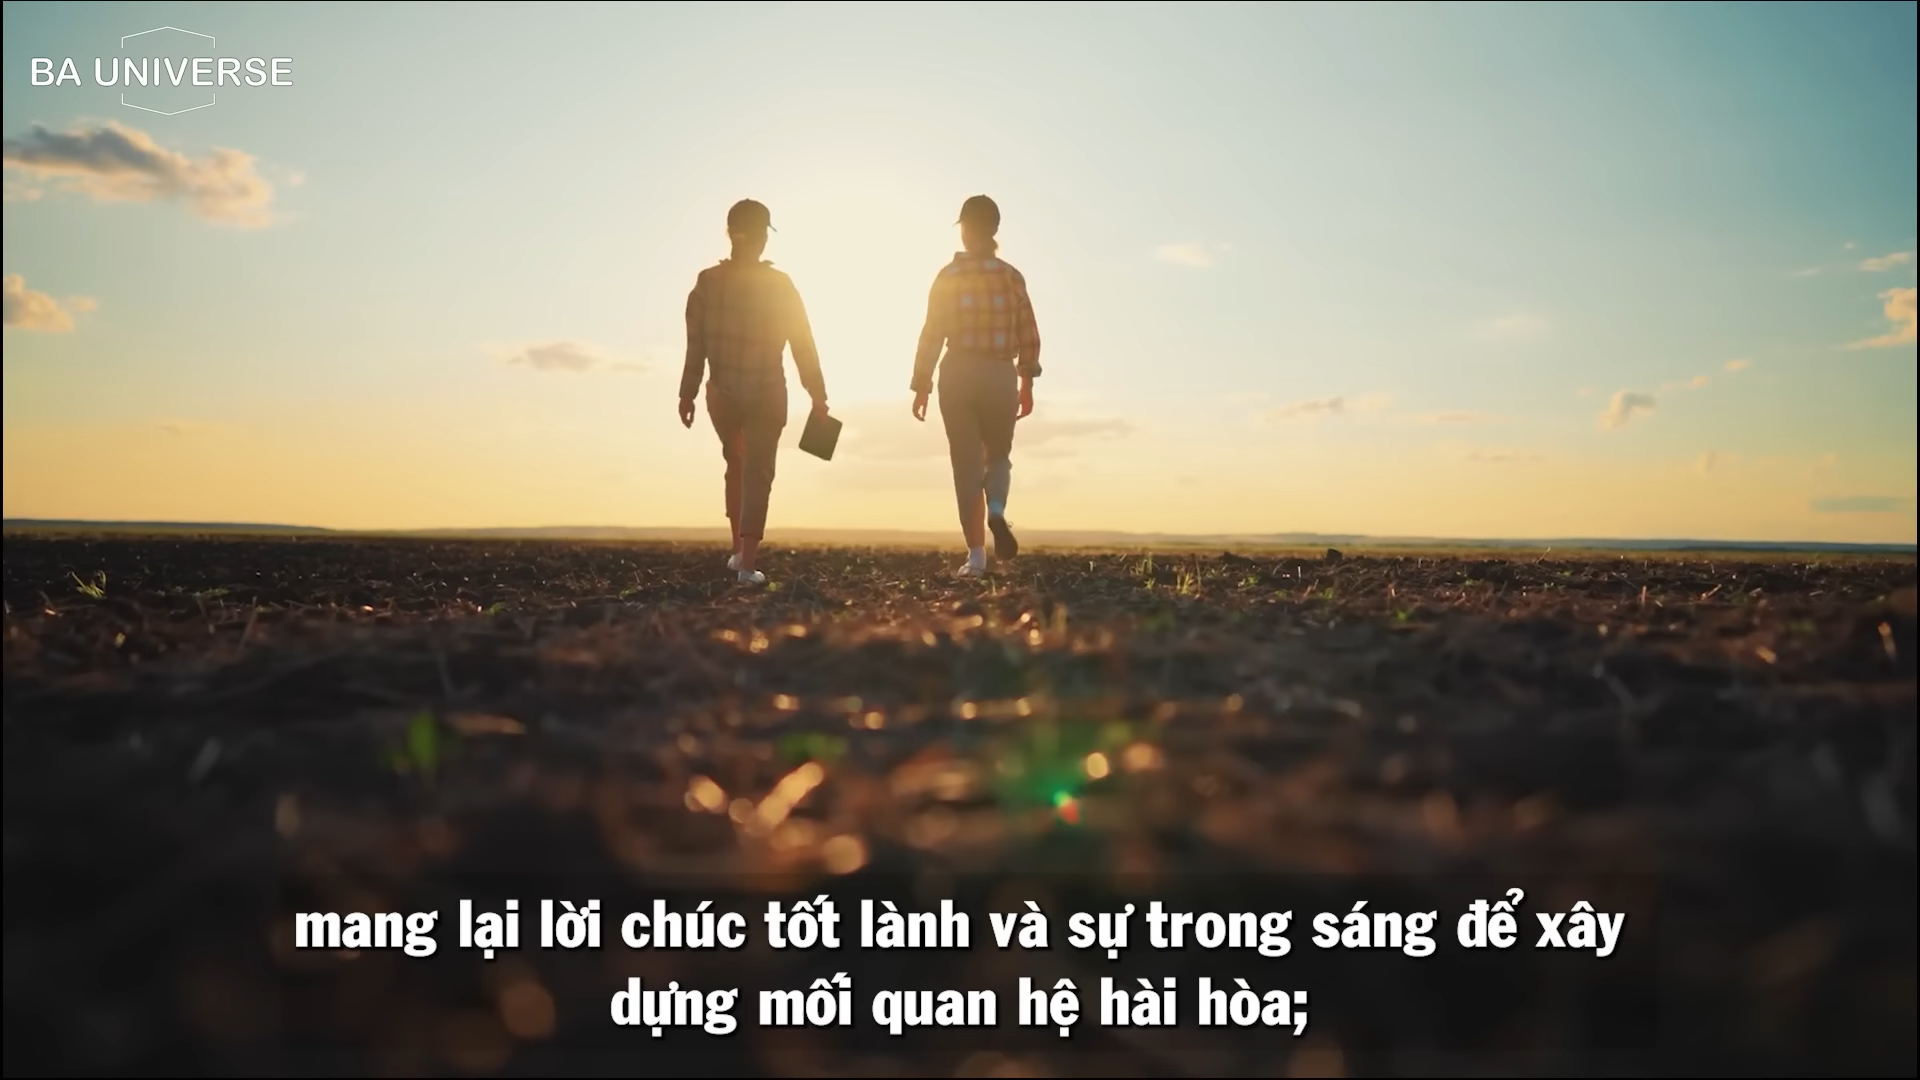 BA UNIVERSE
mang lại lời chúc tốt lành và sự trong sáng để xây
dựng mối quan hệ hài hòa;